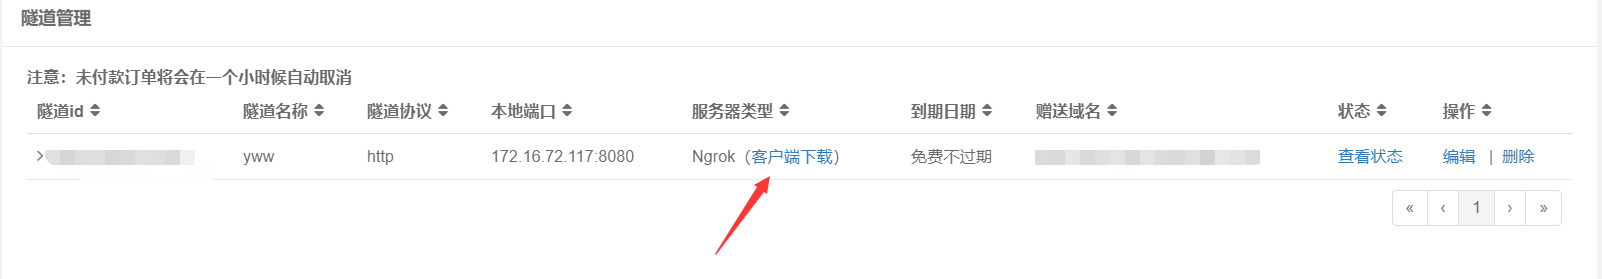 隧道管理
注意：未付款订单将会在一个小时候自动取消
隧道id 隧道名称 隧道协议 本地端口 服务器类型 到期日期 赠送域名 状态 操作
yww http 172.16.72.117:8080 Ngrok（客户端下载） 免费不过期 查看状态 编辑 | 删除
« ‹ 1 › »